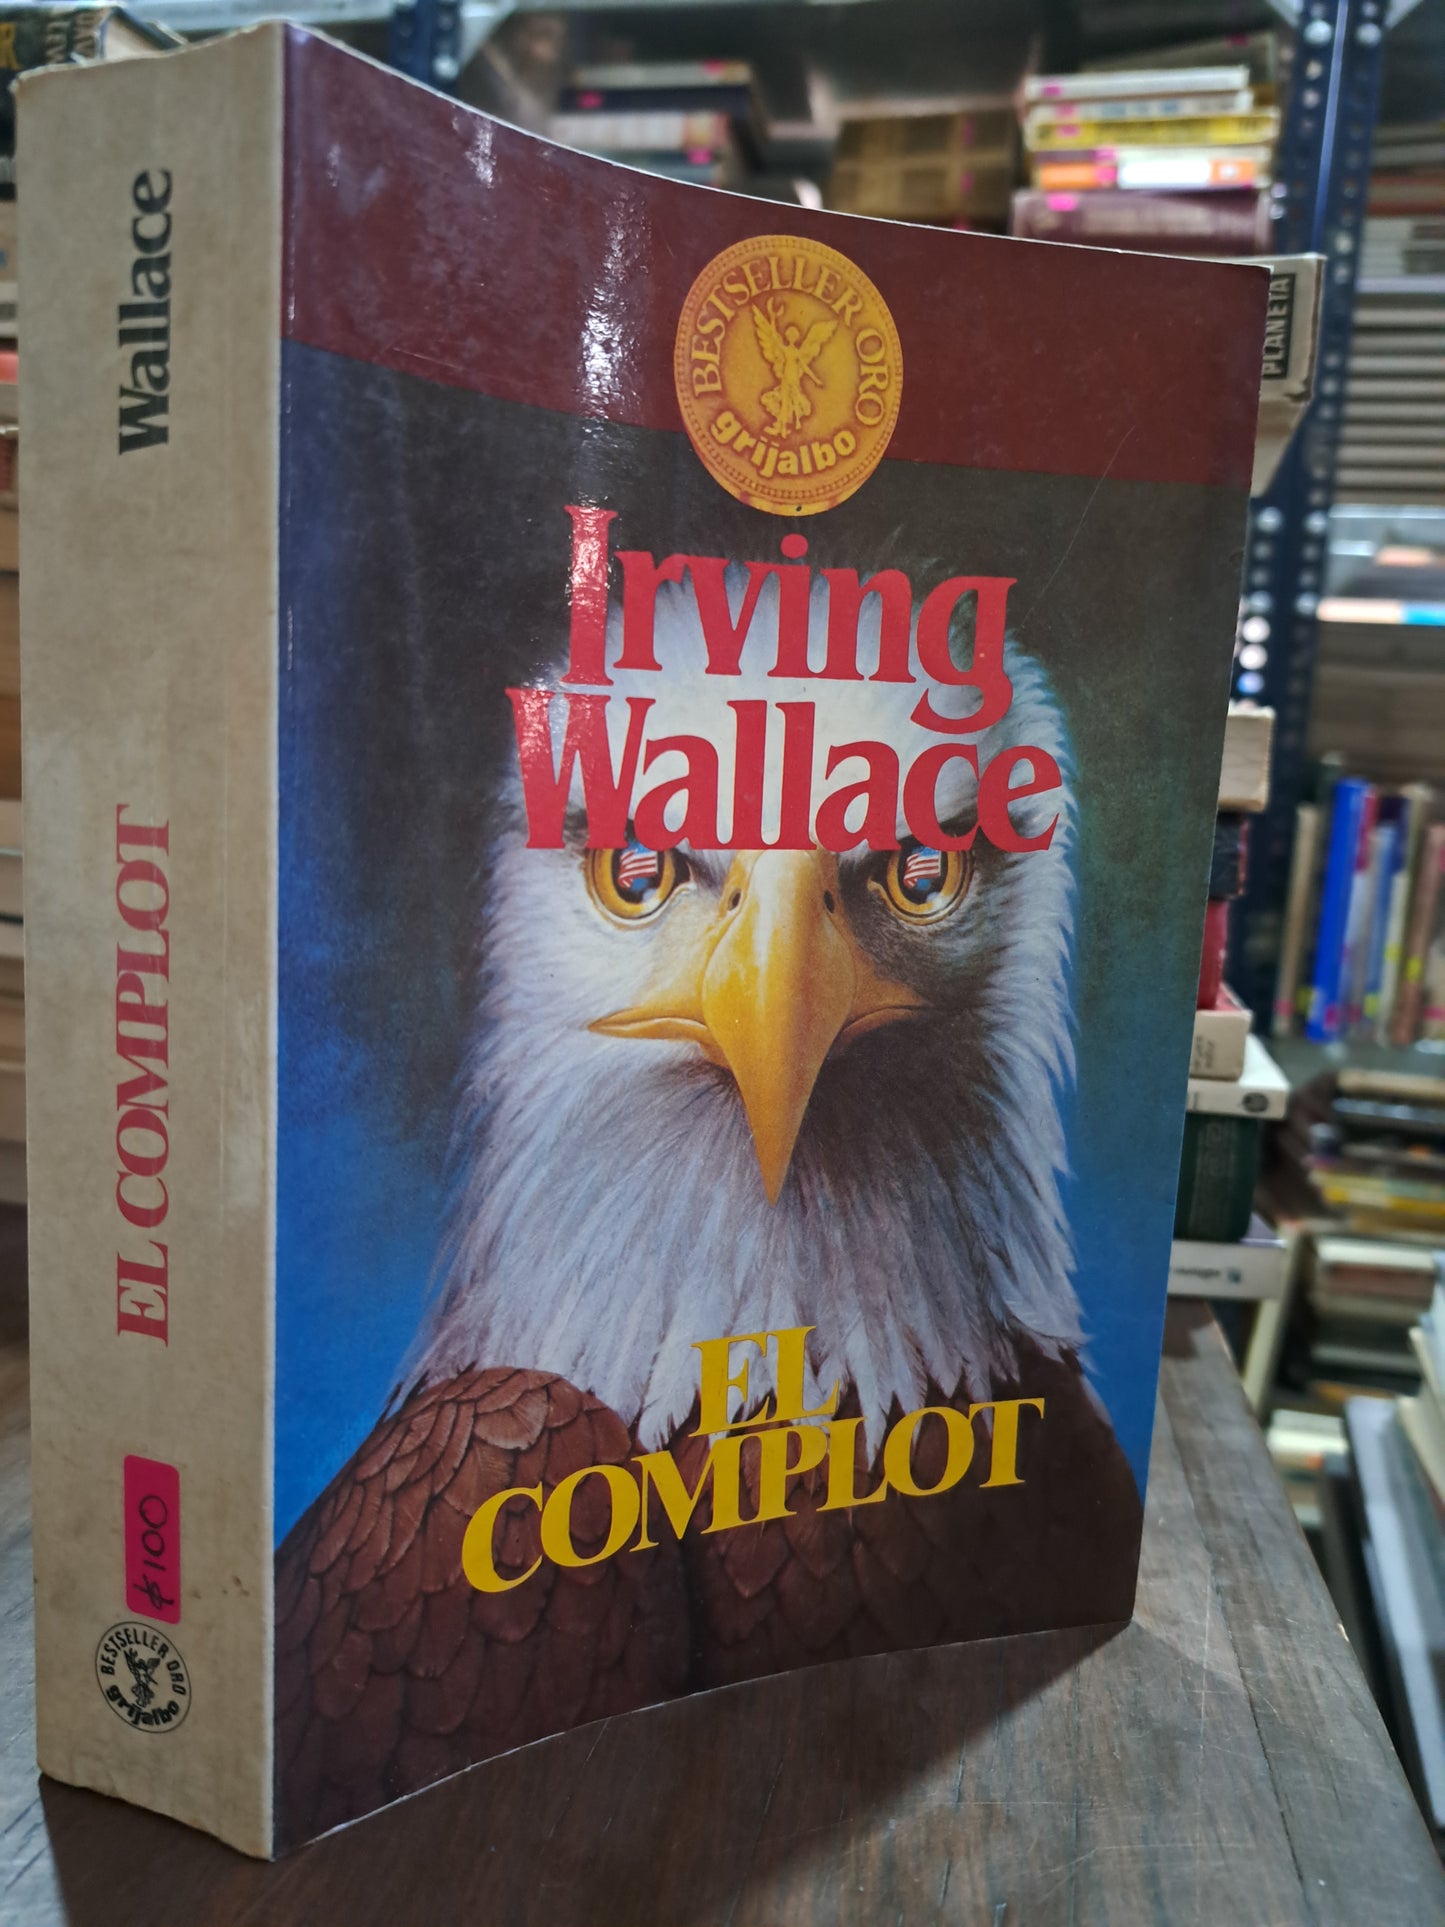 Wallace
EL COMPLOT
$100
BESTSELLER ORO
grijalbo
BESTSELLER ORO
grijalbo
Irving
Wallace
EL
COMPLOT
PLANETA